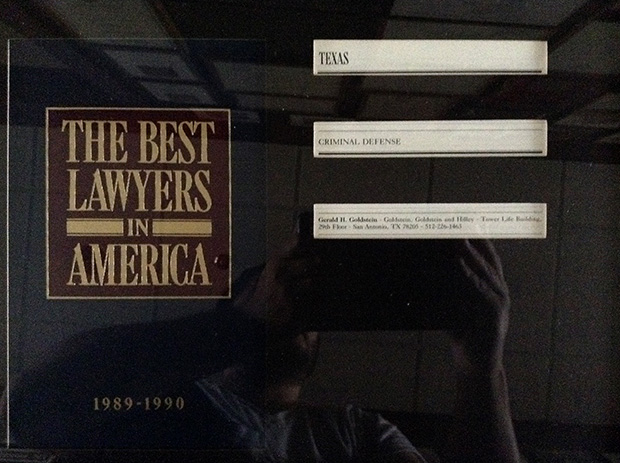 THE BEST
LAWYERS
IN
AMERICA
1989-1990
TEXAS
CRIMINAL DEFENSE
Gerald H. Goldstein · Goldstein, Goldstein and Hilley · Tower Life Building,
29th Floor · San Antonio, TX 78205 · 512-226-1463